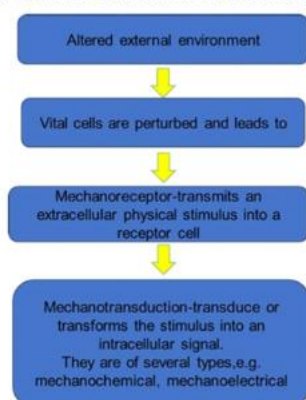 Altered external environment
Vital cells are perturbed and leads to
Mechanoreceptor-transmits an
extracellular physical stimulus into a
receptor cell
Mechanotransduction-transduce or
transforms the stimulus into an
intracellular signal.
They are of several types,e.g.
mechanochemical, mechanoelectrical